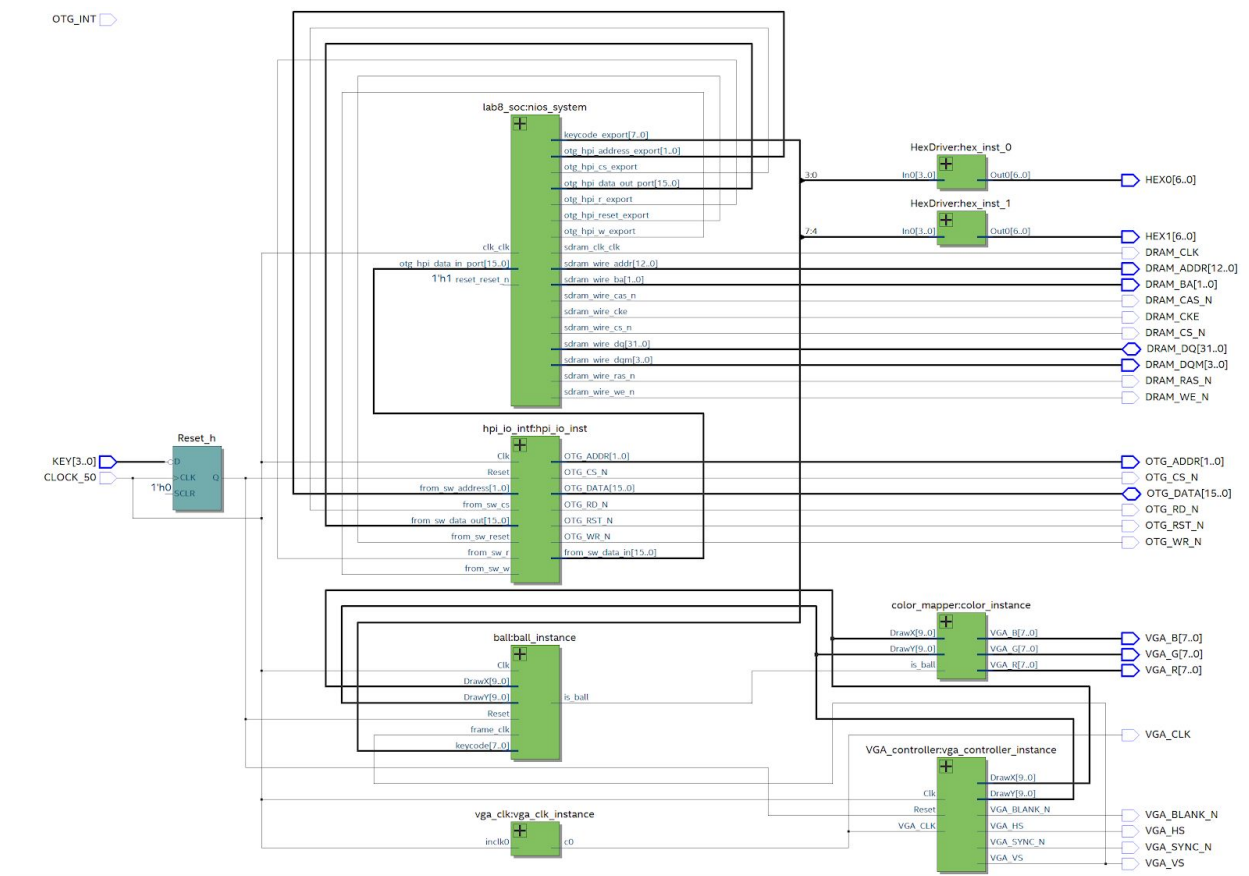 OTG_INT
lab8_soc:nios_system
keycode_export[7..0]
otg_hpi_address_export[1..0]
otg_hpi_cs_export
otg_hpi_data_out_port[15..0]
otg_hpi_r_export
otg_hpi_reset_export
otg_hpi_w_export
clk_clk
sdram_clk_clk
otg_hpi_data_in_port[15..0]
sdram_wire_addr[12..0]
1'h1 reset_reset_n
sdram_wire_ba[1..0]
sdram_wire_cas_n
sdram_wire_cke
sdram_wire_cs_n
sdram_wire_dq[31..0]
sdram_wire_dqm[3..0]
sdram_wire_ras_n
sdram_wire_we_n
HexDriver:hex_inst_0
3:0
In0[3..0]
Out0[6..0]
HEX0[6..0]
HexDriver:hex_inst_1
7:4
In0[3..0]
Out0[6..0]
HEX1[6..0]
DRAM_CLK
DRAM_ADDR[12..0]
DRAM_BA[1..0]
DRAM_CAS_N
DRAM_CKE
DRAM_CS_N
DRAM_DQ[31..0]
DRAM_DQM[3..0]
DRAM_RAS_N
DRAM_WE_N
Reset_h
KEY[3..0]
D
CLOCK_50
>CLK
Q
1'h0
SCLR
hpi_io_intf:hpi_io_inst
Clk
OTG_ADDR[1..0]
Reset
OTG_CS_N
from_sw_address[1..0]
OTG_DATA[15..0]
from_sw_cs
OTG_RD_N
from_sw_data_out[15..0]
OTG_RST_N
from_sw_reset
OTG_WR_N
from_sw_r
from_sw_data_in[15..0]
from_sw_w
OTG_ADDR[1..0]
OTG_CS_N
OTG_DATA[15..0]
OTG_RD_N
OTG_RST_N
OTG_WR_N
ball:ball_instance
Clk
DrawX[9..0]
DrawY[9..0]
is_ball
Reset
frame_clk
keycode[7..0]
color_mapper:color_instance
DrawX[9..0]
VGA_B[7..0]
DrawY[9..0]
VGA_G[7..0]
is_ball
VGA_R[7..0]
VGA_B[7..0]
VGA_G[7..0]
VGA_R[7..0]
VGA_CLK
VGA_controller:vga_controller_instance
DrawX[9..0]
Clk
DrawY[9..0]
Reset
VGA_BLANK_N
VGA_CLK
VGA_HS
VGA_SYNC_N
VGA_VS
VGA_BLANK_N
VGA_HS
VGA_SYNC_N
VGA_VS
vga_clk:vga_clk_instance
inclk0
c0